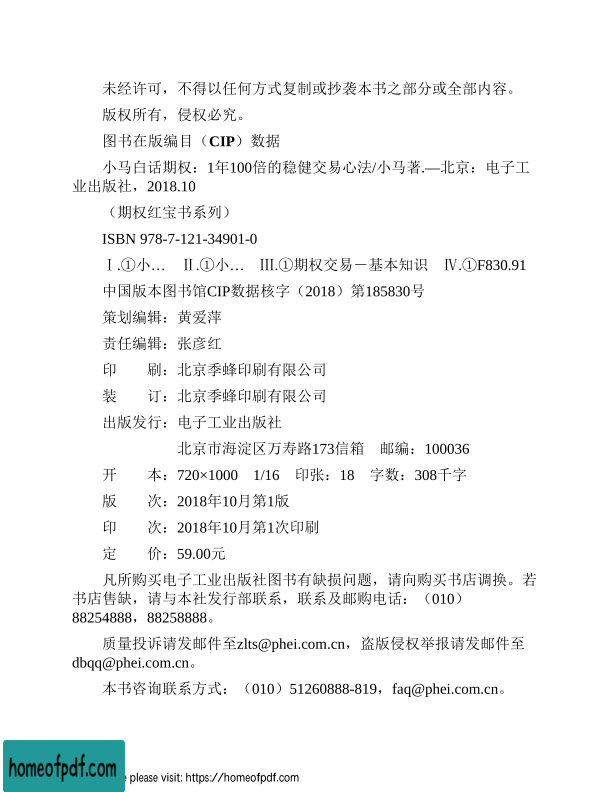 未经许可，不得以任何方式复制或抄袭本书之部分或全部内容。
版权所有，侵权必究。
图书在版编目（CIP）数据
小马白话期权：1年100倍的稳健交易心法/小马著.—北京：电子工
业出版社，2018.10
（期权红宝书系列）
ISBN 978-7-121-34901-0
Ⅰ.①小… Ⅱ.①小… Ⅲ.①期权交易－基本知识 Ⅳ.①F830.91
中国版本图书馆CIP数据核字（2018）第185830号
策划编辑：黄爱萍
责任编辑：张彦红
印　　刷：北京季蜂印刷有限公司
装　　订：北京季蜂印刷有限公司
出版发行：电子工业出版社
北京市海淀区万寿路173信箱　邮编：100036
开　　本：720×1000　1/16　印张：18　字数：308千字
版　　次：2018年10月第1版
印　　次：2018年10月第1次印刷
定　　价：59.00元
凡所购买电子工业出版社图书有缺损问题，请向购买书店调换。若
书店售缺，请与本社发行部联系，联系及邮购电话：（010）
88254888，88258888。
质量投诉请发邮件至zlts@phei.com.cn，盗版侵权举报请发邮件至
dbqq@phei.com.cn。
本书咨询联系方式：（010）51260888-819，faq@phei.com.cn。
homeofpdf.com
please visit: https://homeofpdf.com